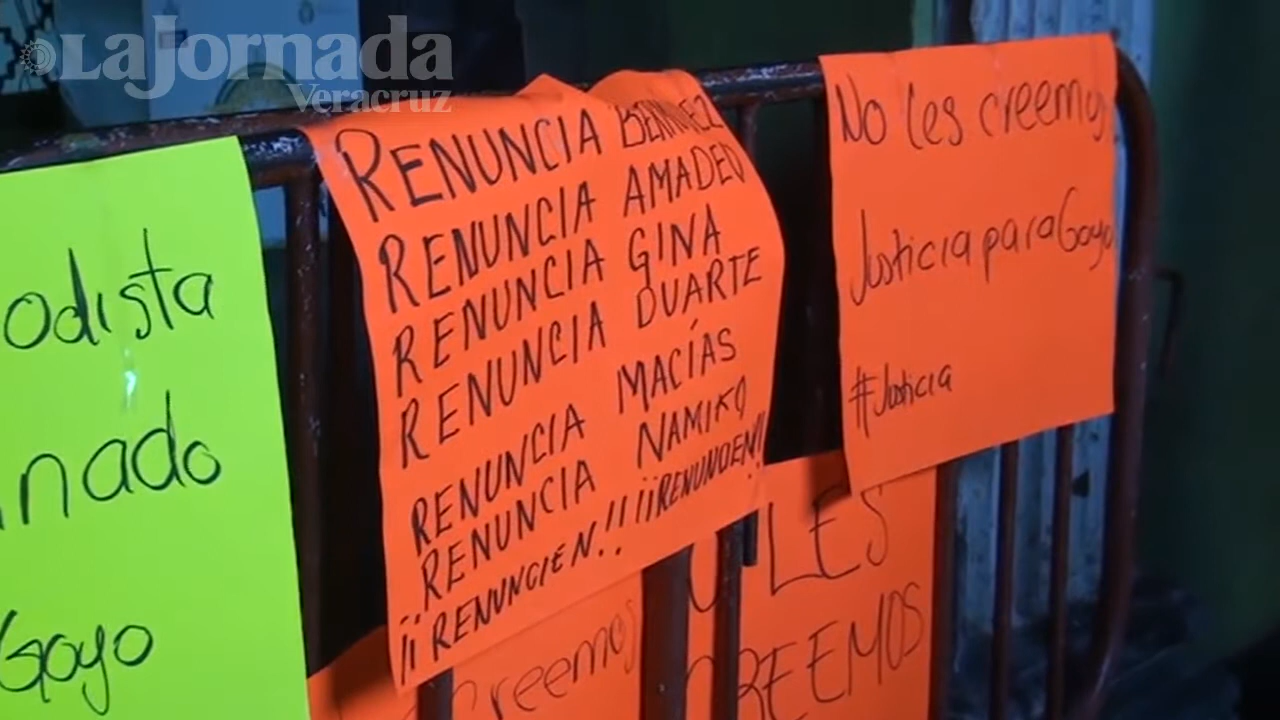 La Jornada
Veracruz
odista
nado
Goyo
RENUNCIA BERMÚDEZ
RENUNCIA AMADEO
RENUNCIA GINA
RENUNCIA DUARTE
RENUNCIA MACÍAS
RENUNCIA NAMIKO
¡¡RENUNCIEN!! ¡¡RENUNCIEN!!
No les creemos
Justicia para Goyo
#Justicia
creemos
LES
CREEMOS